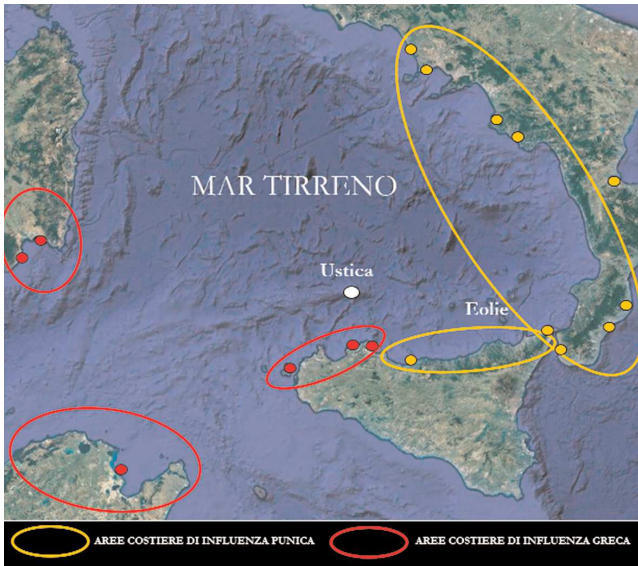 MAR TIRRENO
Ustica
Eolie
AREE COSTIERE DI INFLUENZA PUNICA
AREE COSTIERE DI INFLUENZA GRECA